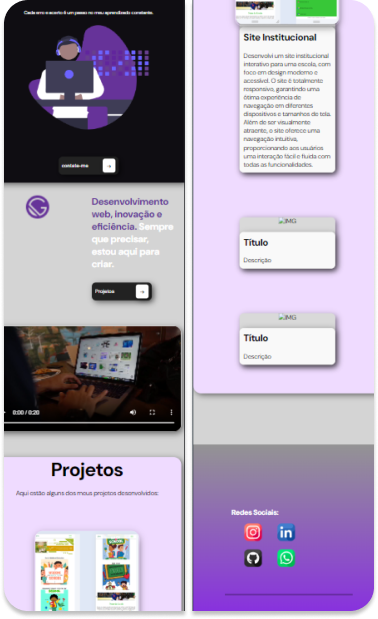 Cada erro e acerto é um passo no meu aprendizado constante.
contate-me
→
Desenvolvimento
web, inovação e
eficiência. Sempre
que precisar,
estou aqui para
criar.
Projetos
→
0:00 / 0:20
Projetos
Aqui estão alguns dos meus projetos desenvolvidos:
Site Institucional
Desenvolvi um site institucional
interativo para uma escola, com
foco em design moderno e
acessível. O site é totalmente
responsivo, garantindo uma
ótima experiência de
navegação em diferentes
dispositivos e tamanhos de tela.
Além de ser visualmente
atraente, o site oferece uma
navegação intuitiva,
proporcionando aos usuários
uma interação fácil e fluida com
todas as funcionalidades.
IMG
Titulo
Descrição
IMG
Titulo
Descrição
Redes Sociais:
in